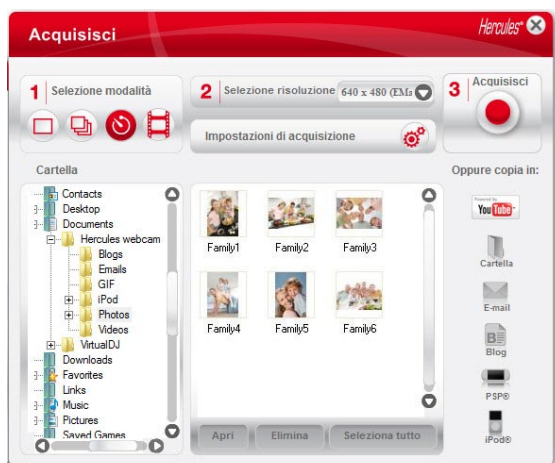 Acquisisci
Hercules
1 Selezione modalità
2 Selezione risoluzione 640 x 480 (EMa
3 Acquisisci
Impostazioni di acquisizione
Cartella
Contacts
Desktop
Documents
Hercules webcam
Blogs
Emails
GIF
iPod
Photos
Videos
VirtualDJ
Downloads
Favorites
Links
Music
Pictures
Saved Games
Family1 Family2 Family3
Family4 Family5 Family6
Apri Elimina Seleziona tutto
Oppure copia in:
Powered by
YouTube
Cartella
E-mail
B
Blog
PSP®
iPod®